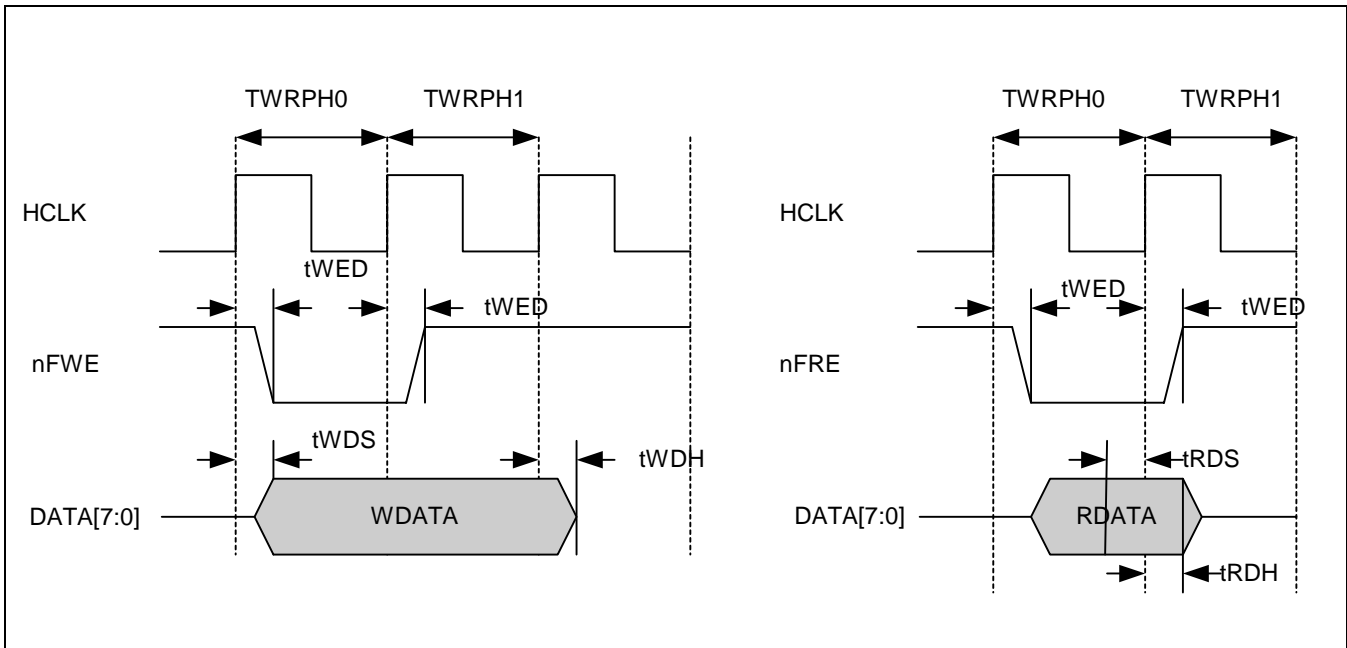 TWRPH0 TWRPH1 TWRPH0 TWRPH1
HCLK HCLK
tWED tWED
tWED tWED
nFWE nFRE
tWDS
tWDH tRDS
DATA[7:0] WDATA DATA[7:0] RDATA
tRDH